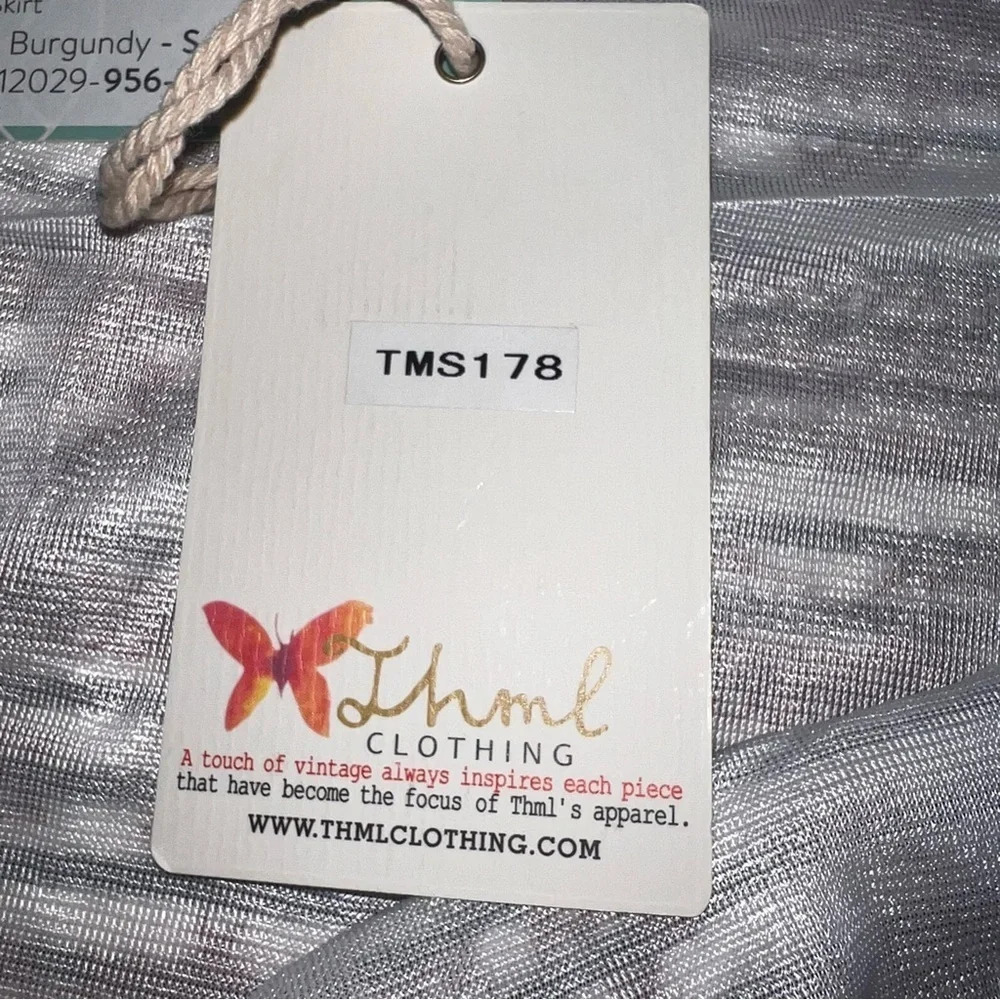 Skirt
Burgundy - S
12029-956-
TMS178
Thml
CLOTHING
A touch of vintage always inspires each piece
that have become the focus of Thml's apparel.
WWW.THMLCLOTHING.COM